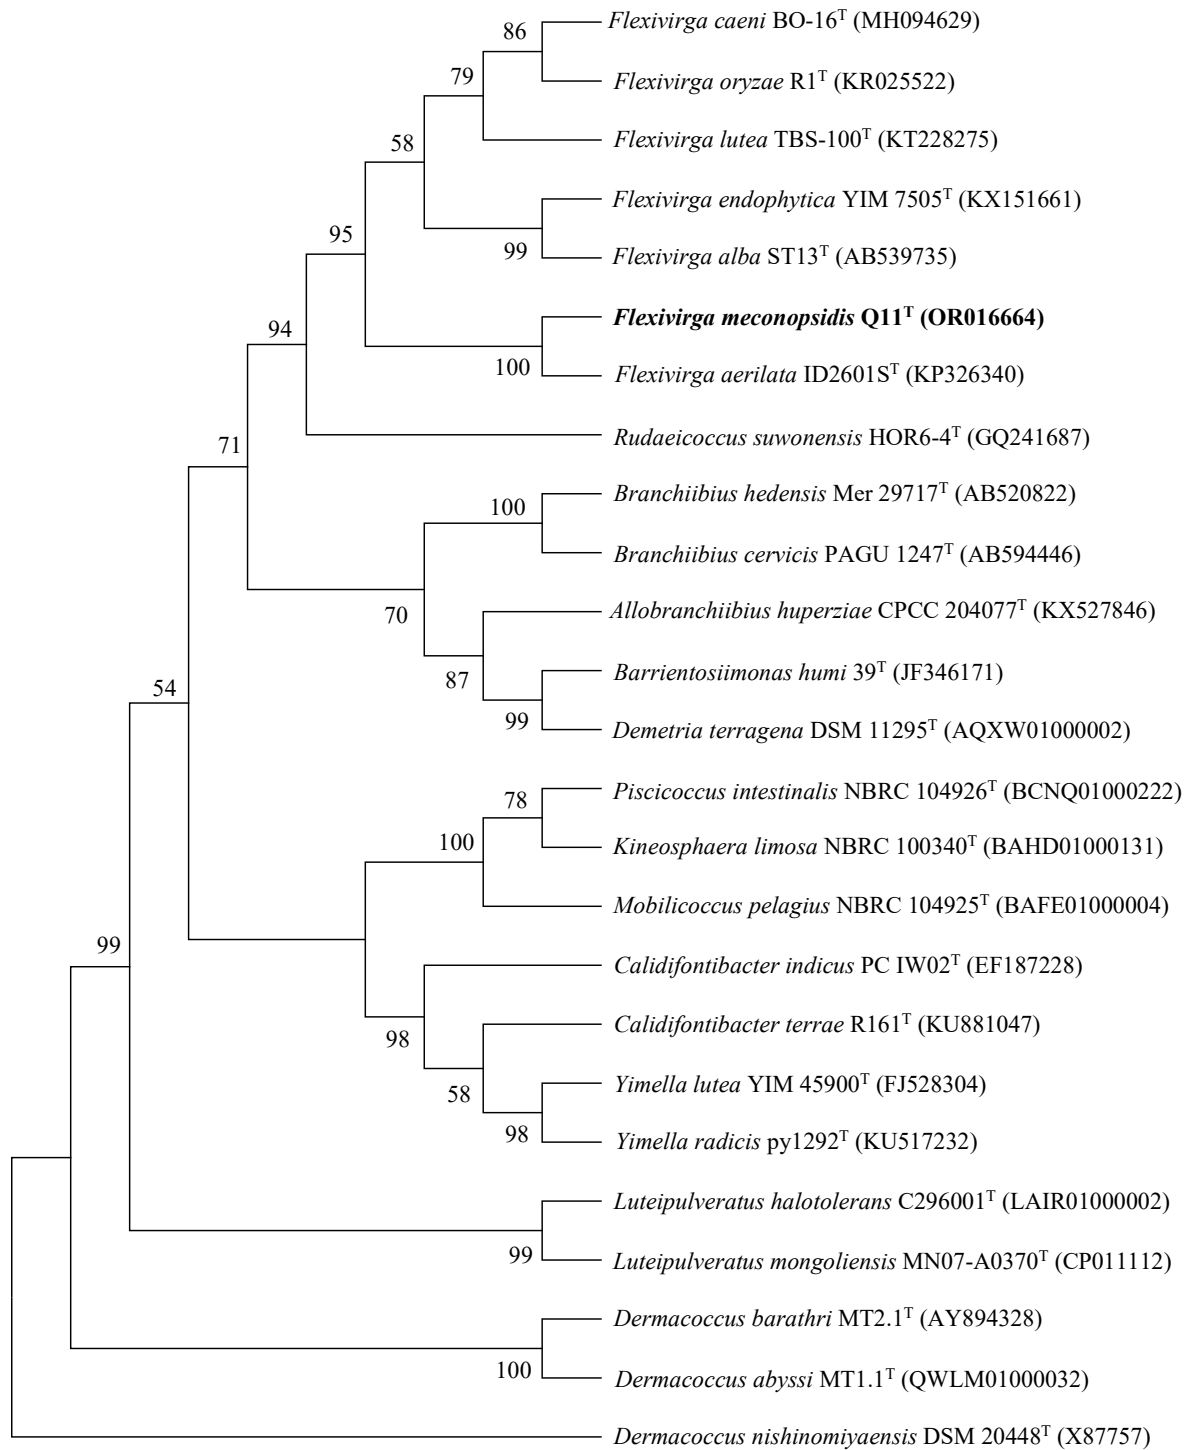 86
Flexivirga caeni BO-16ᵀ (MH094629)
79
Flexivirga oryzae R1ᵀ (KR025522)
58
Flexivirga lutea TBS-100ᵀ (KT228275)
Flexivirga endophytica YIM 7505ᵀ (KX151661)
95
99
Flexivirga alba ST13ᵀ (AB539735)
94
Flexivirga meconopsidis Q11ᵀ (OR016664)
100
Flexivirga aerilata ID2601Sᵀ (KP326340)
71
Rudaeicoccus suwonensis HOR6-4ᵀ (GQ241687)
100
Branchiibius hedensis Mer 29717ᵀ (AB520822)
Branchiibius cervicis PAGU 1247ᵀ (AB594446)
70
Allobranchiibius huperziae CPCC 204077ᵀ (KX527846)
87
Barrientosiimonas humi 39ᵀ (JF346171)
54
99
Demetria terragena DSM 11295ᵀ (AQXW01000002)
78
Piscicoccus intestinalis NBRC 104926ᵀ (BCNQ01000222)
100
Kineosphaera limosa NBRC 100340ᵀ (BAHD01000131)
Mobilicoccus pelagius NBRC 104925ᵀ (BAFE01000004)
99
Calidifontibacter indicus PC IW02ᵀ (EF187228)
98
Calidifontibacter terrae R161ᵀ (KU881047)
58
Yimella lutea YIM 45900ᵀ (FJ528304)
98
Yimella radicis py1292ᵀ (KU517232)
Luteipulveratus halotolerans C296001ᵀ (LAIR01000002)
99
Luteipulveratus mongoliensis MN07-A0370ᵀ (CP011112)
Dermacoccus barathri MT2.1ᵀ (AY894328)
100
Dermacoccus abyssi MT1.1ᵀ (QWLM01000032)
Dermacoccus nishinomiyaensis DSM 20448ᵀ (X87757)